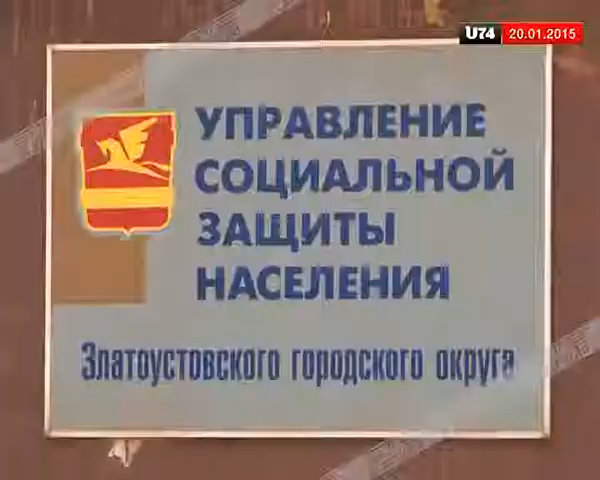 U74 20.01.2015
УПРАВЛЕНИЕ
СОЦИАЛЬНОЙ
ЗАЩИТЫ
НАСЕЛЕНИЯ
Златоустовского городского округа